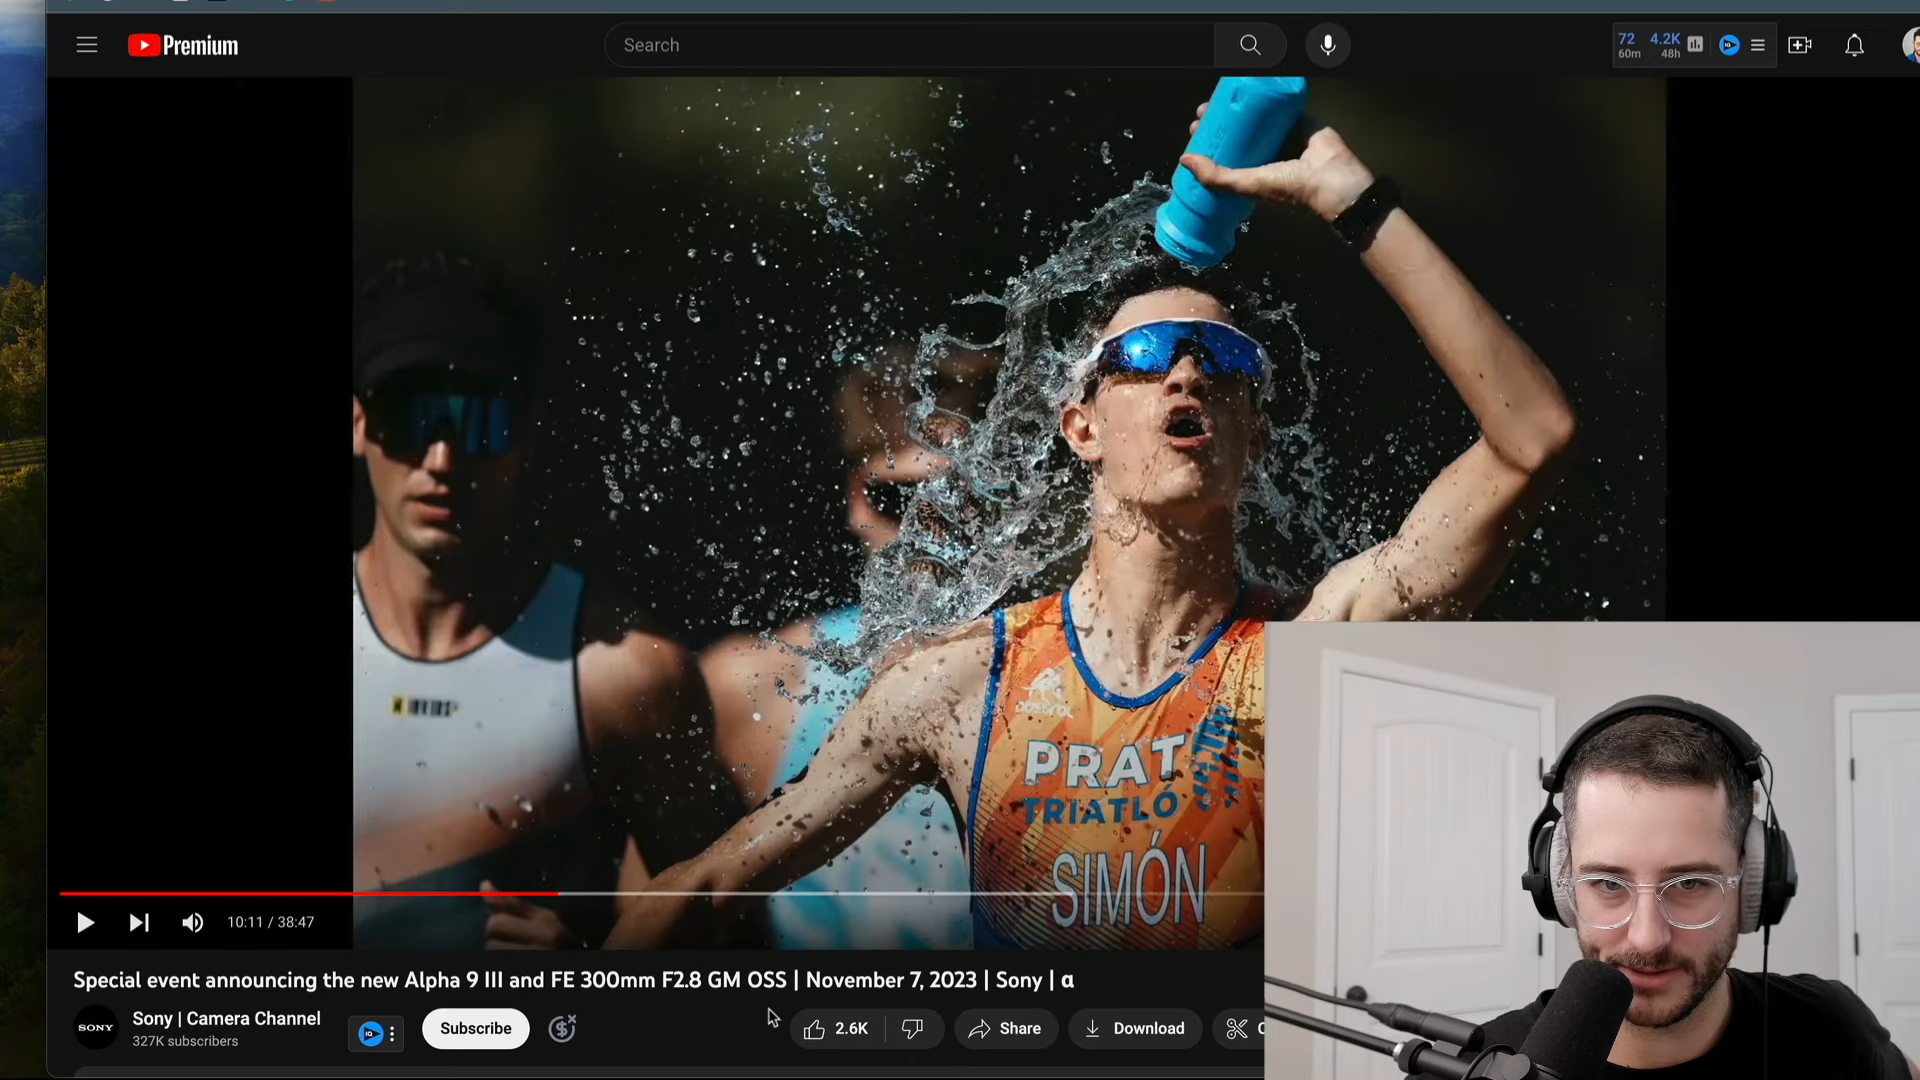 Premium
Search
72 4.2K
60m 48h
PRAT
TRIATLÓ
SIMÓN
10:11 / 38:47
Special event announcing the new Alpha 9 III and FE 300mm F2.8 GM OSS | November 7, 2023 | Sony | α
SONY
Sony | Camera Channel
327K subscribers
Subscribe
2.6K
Share
Download